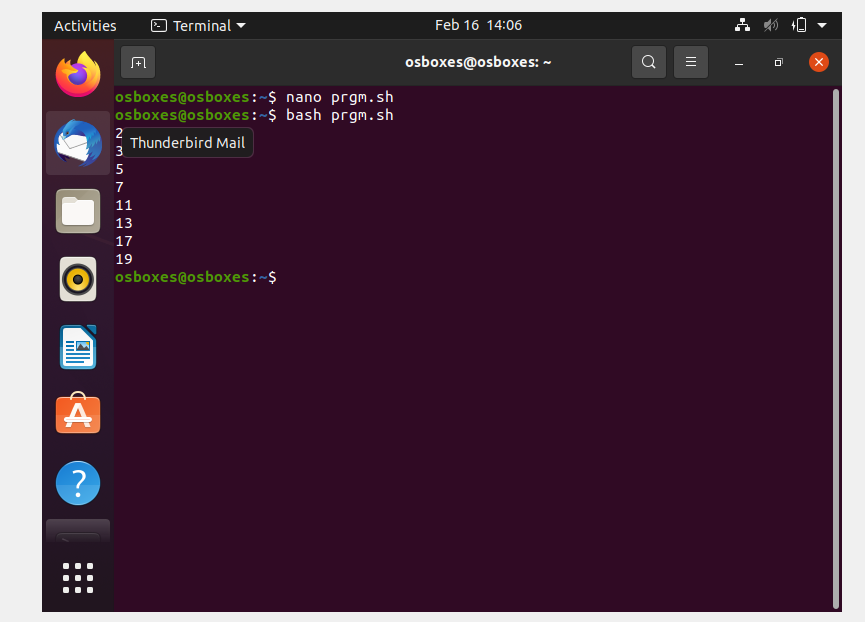 Activities
Terminal
Feb 16 14:06
osboxes@osboxes: ~
osboxes@osboxes:~$ nano prgm.sh
osboxes@osboxes:~$ bash prgm.sh
2
Thunderbird Mail
3
5
7
11
13
17
19
osboxes@osboxes:~$